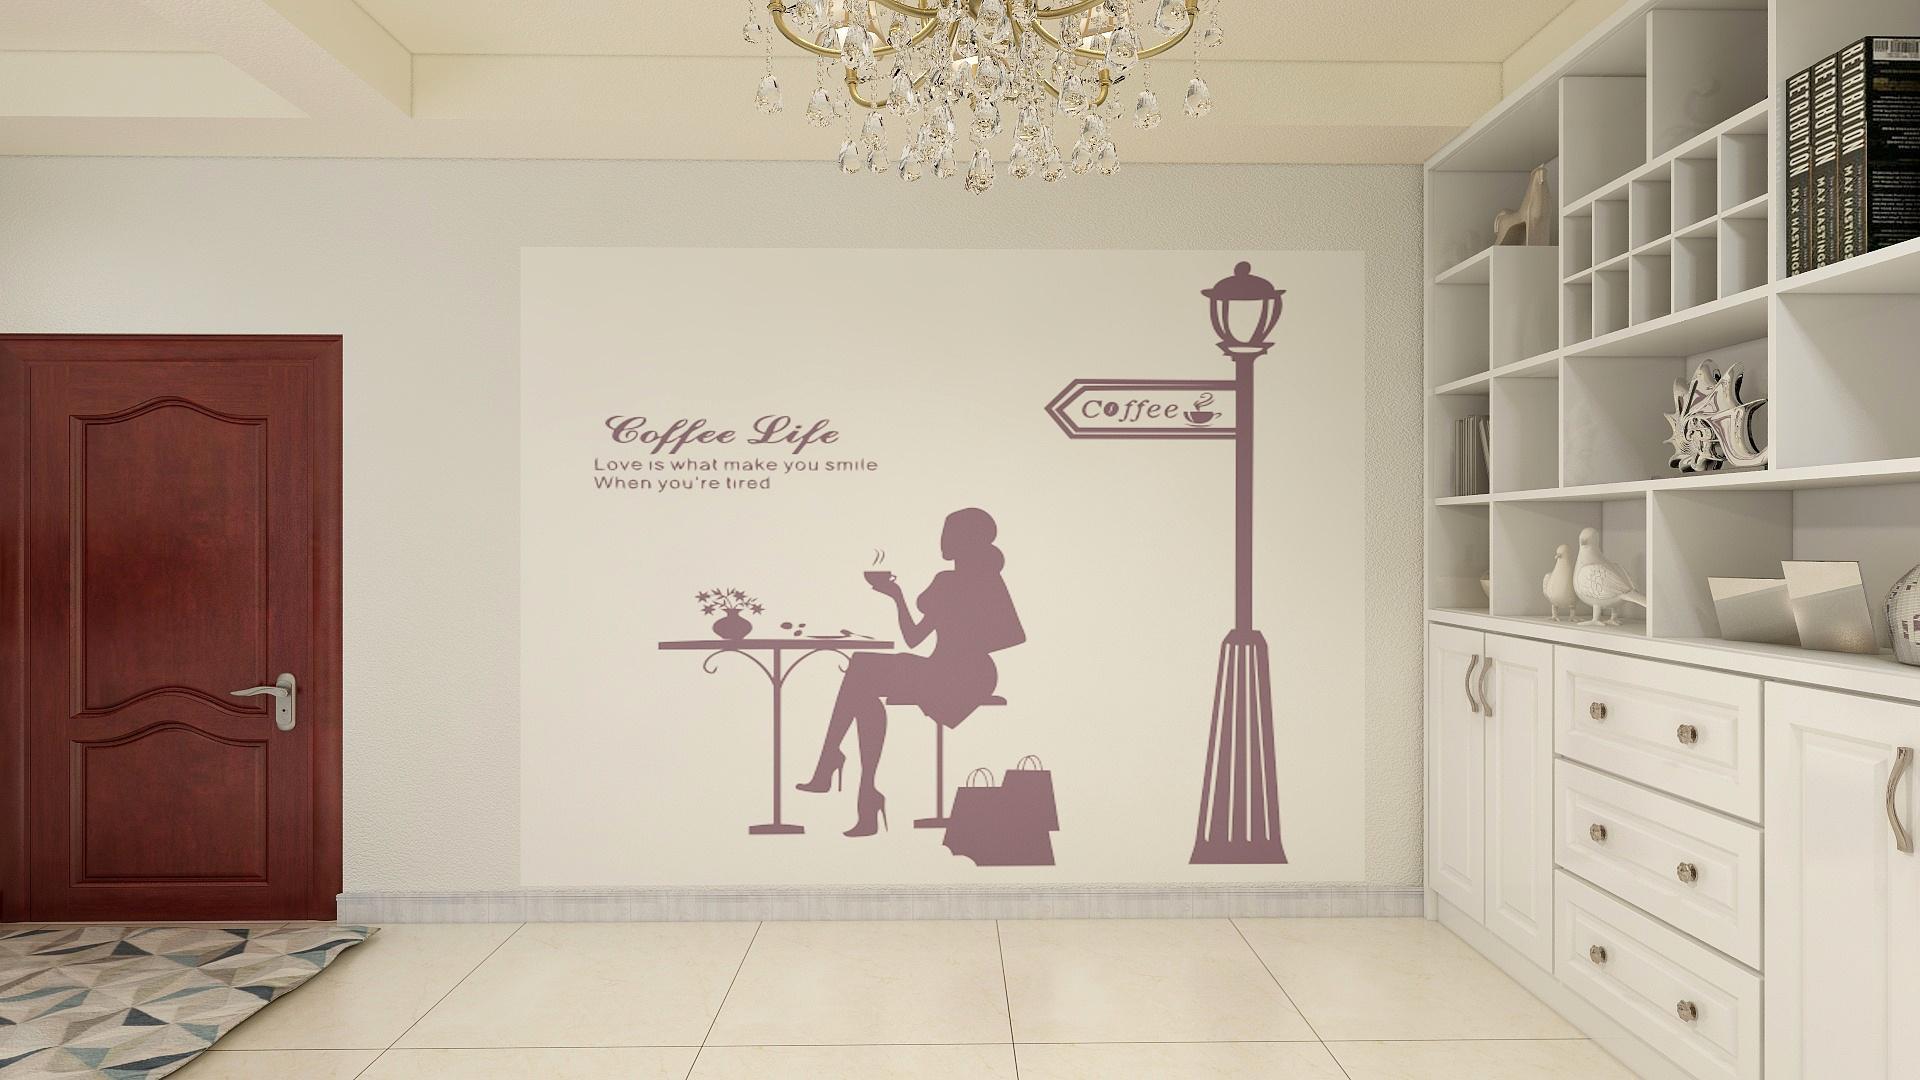 Coffee Life
Love is what make you smile
When you're tired
Coffee
RETRIBUTION MAX HASTINGS
RETRIBUTION MAX HASTINGS
RETRIBUTION MAX HASTINGS